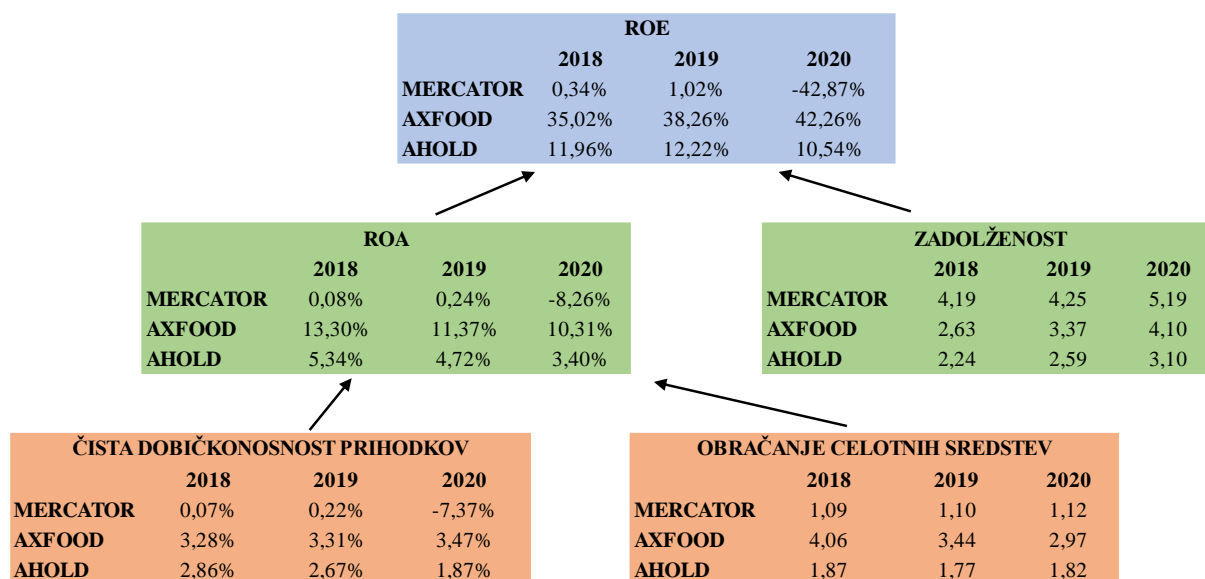 ROE
2018 2019 2020
MERCATOR 0,34% 1,02% -42,87%
AXFOOD 35,02% 38,26% 42,26%
AHOLD 11,96% 12,22% 10,54%
ROA
2018 2019 2020
MERCATOR 0,08% 0,24% -8,26%
AXFOOD 13,30% 11,37% 10,31%
AHOLD 5,34% 4,72% 3,40%
ZADOLŽENOST
2018 2019 2020
MERCATOR 4,19 4,25 5,19
AXFOOD 2,63 3,37 4,10
AHOLD 2,24 2,59 3,10
ČISTA DOBIČKONOSNOST PRIHODKOV
2018 2019 2020
MERCATOR 0,07% 0,22% -7,37%
AXFOOD 3,28% 3,31% 3,47%
AHOLD 2,86% 2,67% 1,87%
OBRAČANJE CELOTNIH SREDSTEV
2018 2019 2020
MERCATOR 1,09 1,10 1,12
AXFOOD 4,06 3,44 2,97
AHOLD 1,87 1,77 1,82